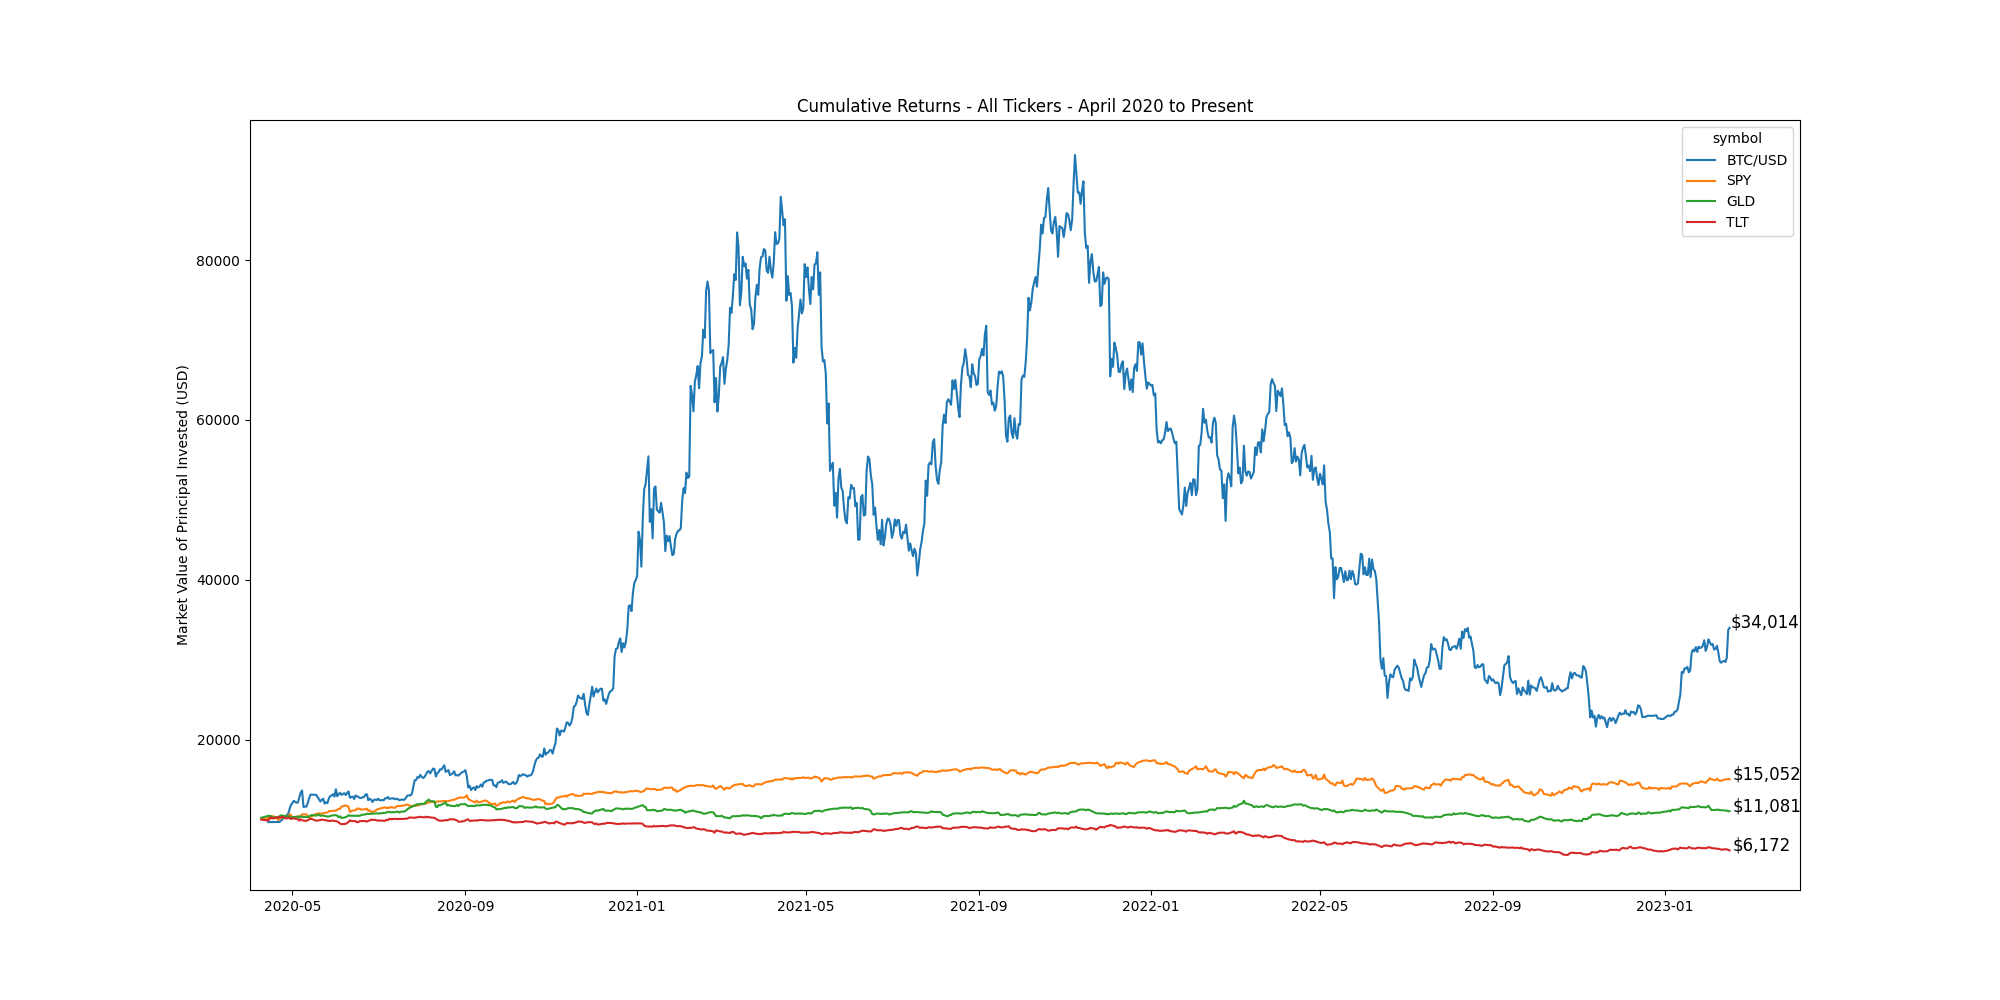 Cumulative Returns - All Tickers - April 2020 to Present
symbol
BTC/USD
SPY
GLD
TLT
Market Value of Principal Invested (USD)
80000
60000
40000
20000
$34,014
$15,052
$11,081
$6,172
2020-05
2020-09
2021-01
2021-05
2021-09
2022-01
2022-05
2022-09
2023-01